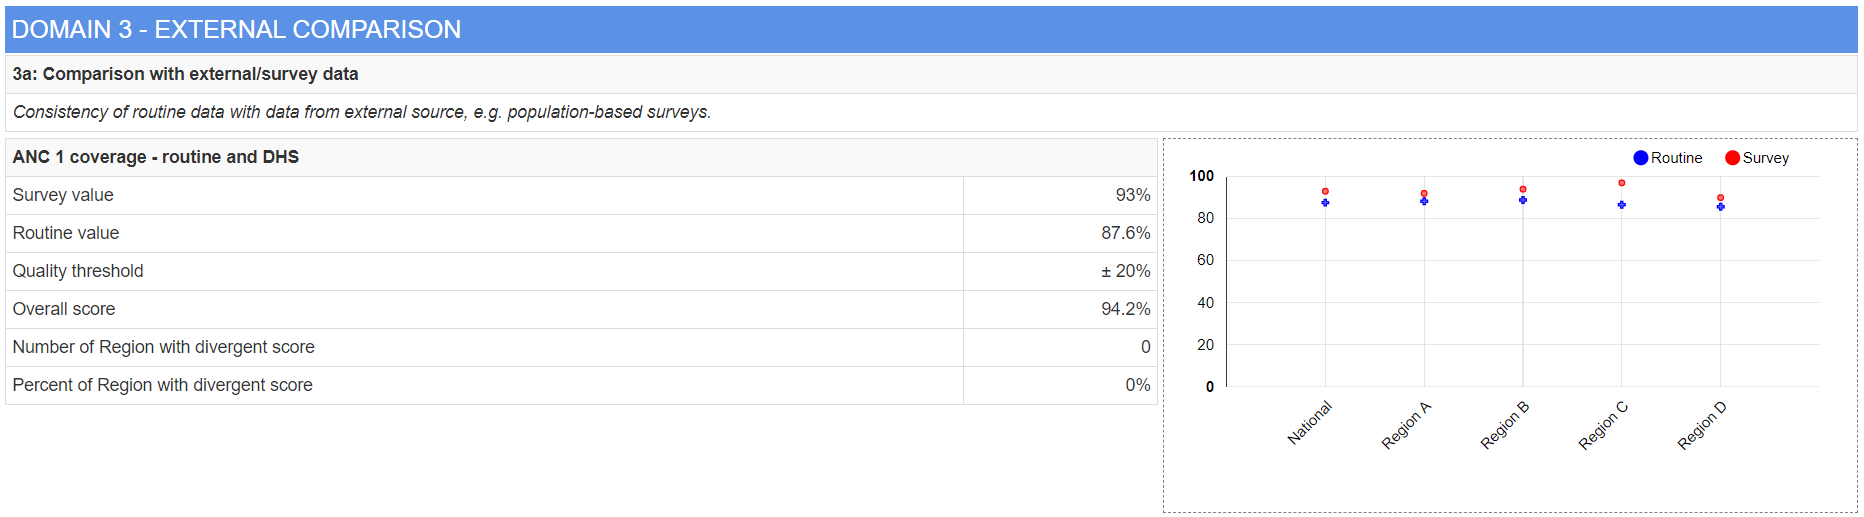 DOMAIN 3 - EXTERNAL COMPARISON
3a: Comparison with external/survey data
Consistency of routine data with data from external source, e.g. population-based surveys.
ANC 1 coverage - routine and DHS
Survey value 93%
Routine value 87.6%
Quality threshold ± 20%
Overall score 94.2%
Number of Region with divergent score 0
Percent of Region with divergent score 0%
Routine Survey
100
80
60
40
20
0
National Region A Region B Region C Region D